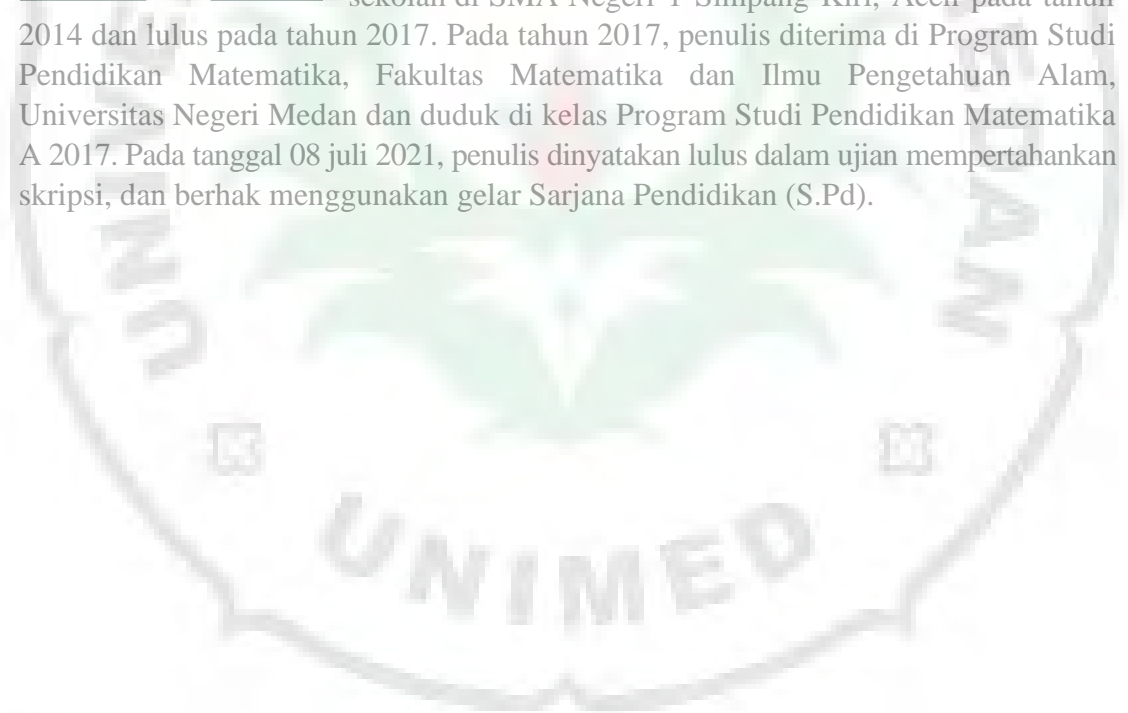 sekolah di SMA Negeri 1 Simpang Kiri, Aceh pada tahun
2014 dan lulus pada tahun 2017. Pada tahun 2017, penulis diterima di Program Studi
Pendidikan Matematika, Fakultas Matematika dan Ilmu Pengetahuan Alam,
Universitas Negeri Medan dan duduk di kelas Program Studi Pendidikan Matematika
A 2017. Pada tanggal 08 juli 2021, penulis dinyatakan lulus dalam ujian mempertahankan
skripsi, dan berhak menggunakan gelar Sarjana Pendidikan (S.Pd).
UNIMED